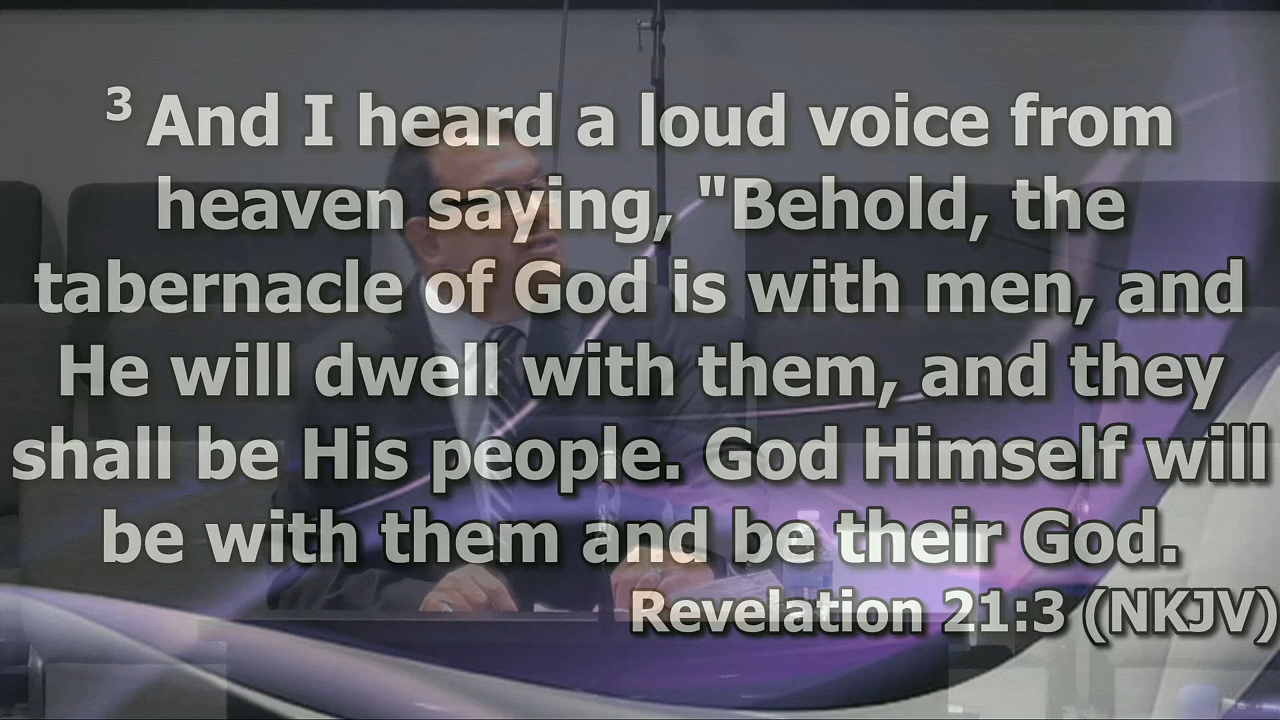 3 And I heard a loud voice from
heaven saying, "Behold, the
tabernacle of God is with men, and
He will dwell with them, and they
shall be His people. God Himself will
be with them and be their God.
Revelation 21:3 (NKJV)